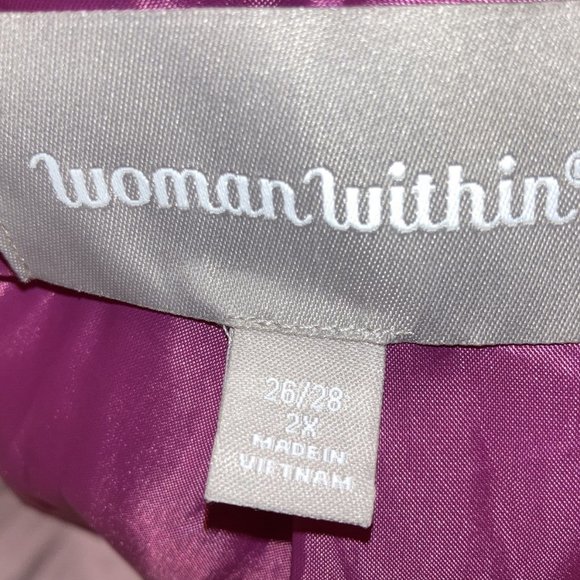 woman within®
26/28
2X
MADE IN
VIETNAM